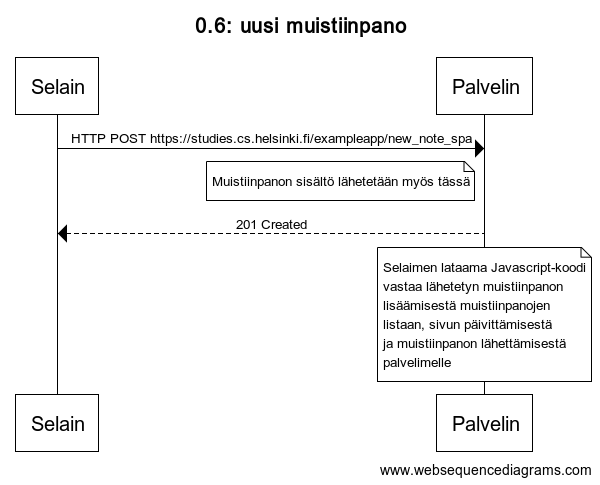 0.6: uusi muistiinpano
Selain
Palvelin
HTTP POST https://studies.cs.helsinki.fi/exampleapp/new_note_spa
Muistiinpanon sisältö lähetetään myös tässä
201 Created
Selaimen lataama Javascript-koodi
vastaa lähetetyn muistiinpanon
lisäämisestä muistiinpanojen
listaan, sivun päivittämisestä
ja muistiinpanon lähettämisestä
palvelimelle
Selain
Palvelin
www.websequencediagrams.com